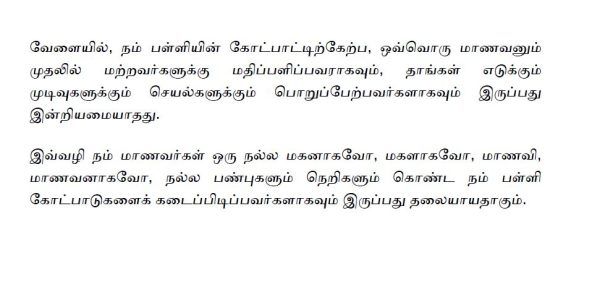 வேளையில், நம் பள்ளியின் கோட்பாட்டிற்கேற்ப, ஒவ்வொரு மாணவனும்
முதலில் மற்றவர்களுக்கு மதிப்பளிப்பவராகவும், தாங்கள் எடுக்கும்
முடிவுகளுக்கும் செயல்களுக்கும் பொறுப்பேற்பவர்களாகவும் இருப்பது
இன்றியமையாதது.
இவ்வழி நம் மாணவர்கள் ஒரு நல்ல மகனாகவோ, மகளாகவோ, மாணவி,
மாணவனாகவோ, நல்ல பண்புகளும் நெறிகளும் கொண்ட நம் பள்ளி
கோட்பாடுகளைக் கடைப்பிடிப்பவர்களாகவும் இருப்பது தலையாயதாகும்.